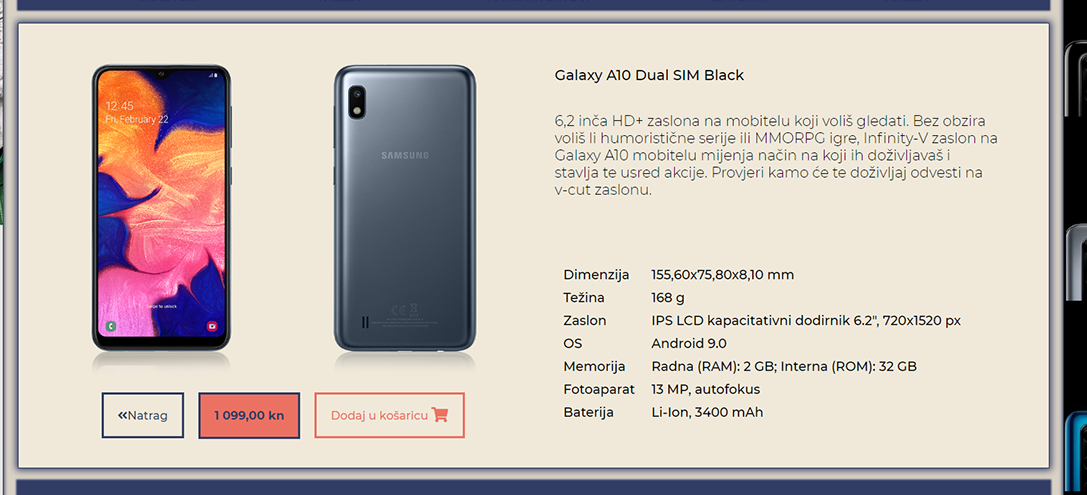 12:45
Fri, February 22
Swipe to unlock
SAMSUNG
Galaxy A10 Dual SIM Black
6,2 inča HD+ zaslona na mobitelu koji voliš gledati. Bez obzira
voliš li humoristične serije ili MMORPG igre, Infinity-V zaslon na
Galaxy A10 mobitelu mijenja način na koji ih doživljavaš i
stavlja te usred akcije. Provjeri kamo će te doživljaj odvesti na
v-cut zaslonu.
Dimenzija 155,60x75,80x8,10 mm
Težina 168 g
Zaslon IPS LCD kapacitativni dodirnik 6.2", 720x1520 px
OS Android 9.0
Memorija Radna (RAM): 2 GB; Interna (ROM): 32 GB
Fotoaparat 13 MP, autofokus
Baterija Li-Ion, 3400 mAh
«Natrag
1 099,00 kn
Dodaj u košaricu